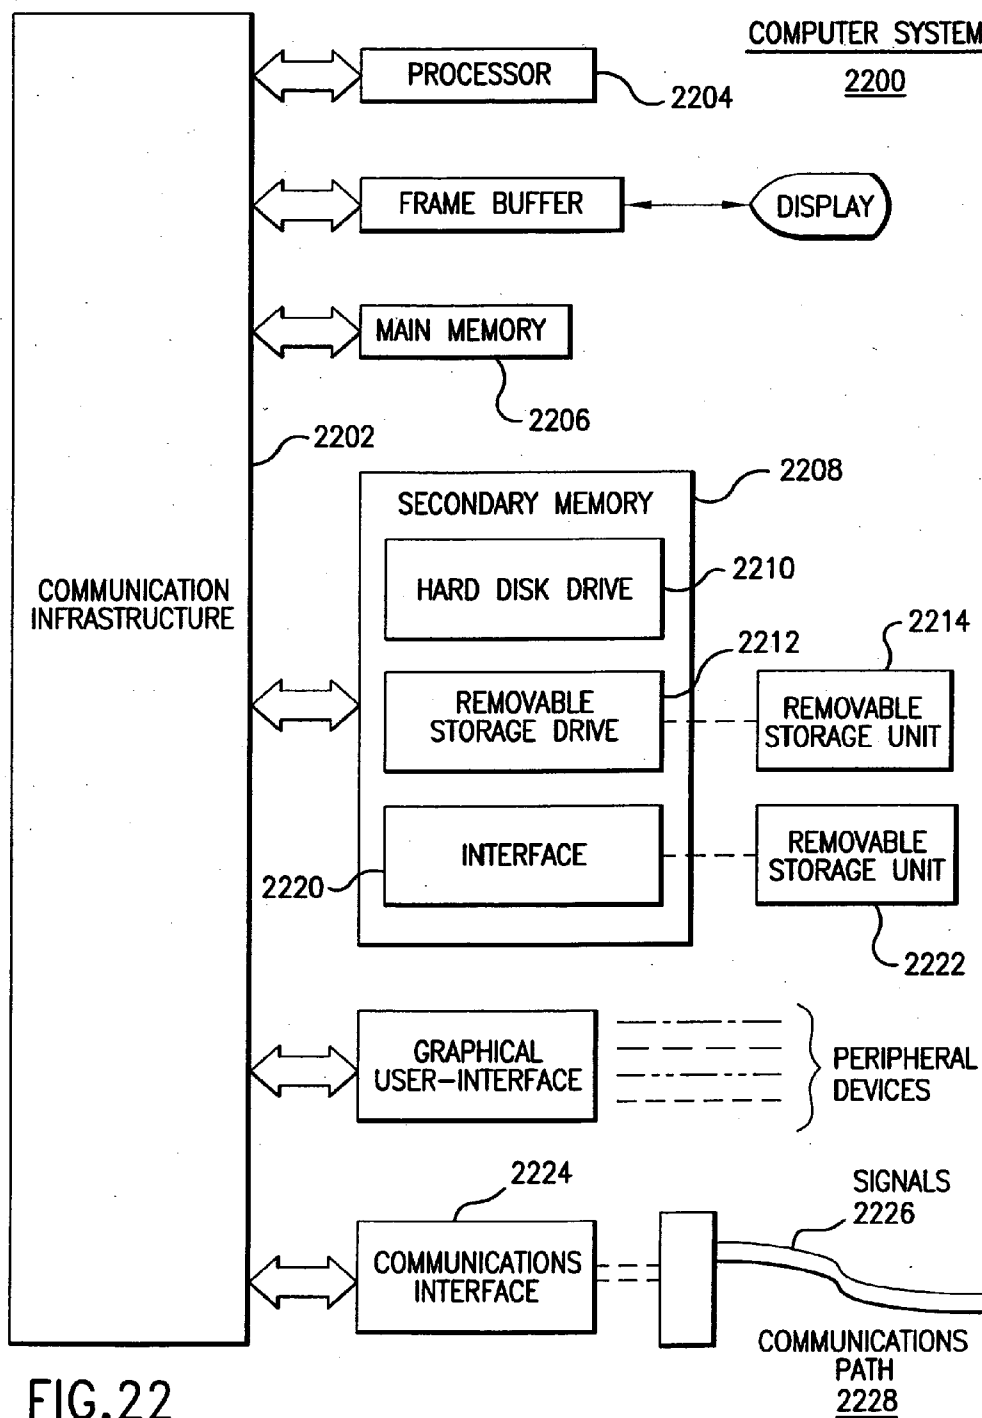 COMPUTER SYSTEM
2200
PROCESSOR
2204
FRAME BUFFER
DISPLAY
MAIN MEMORY
2206
2202
2208
SECONDARY MEMORY
HARD DISK DRIVE
2210
COMMUNICATION
INFRASTRUCTURE
2212
2214
REMOVABLE
STORAGE DRIVE
REMOVABLE
STORAGE UNIT
INTERFACE
2220
REMOVABLE
STORAGE UNIT
2222
GRAPHICAL
USER-INTERFACE
PERIPHERAL
DEVICES
2224
SIGNALS
2226
COMMUNICATIONS
INTERFACE
COMMUNICATIONS
PATH
2228
FIG.22